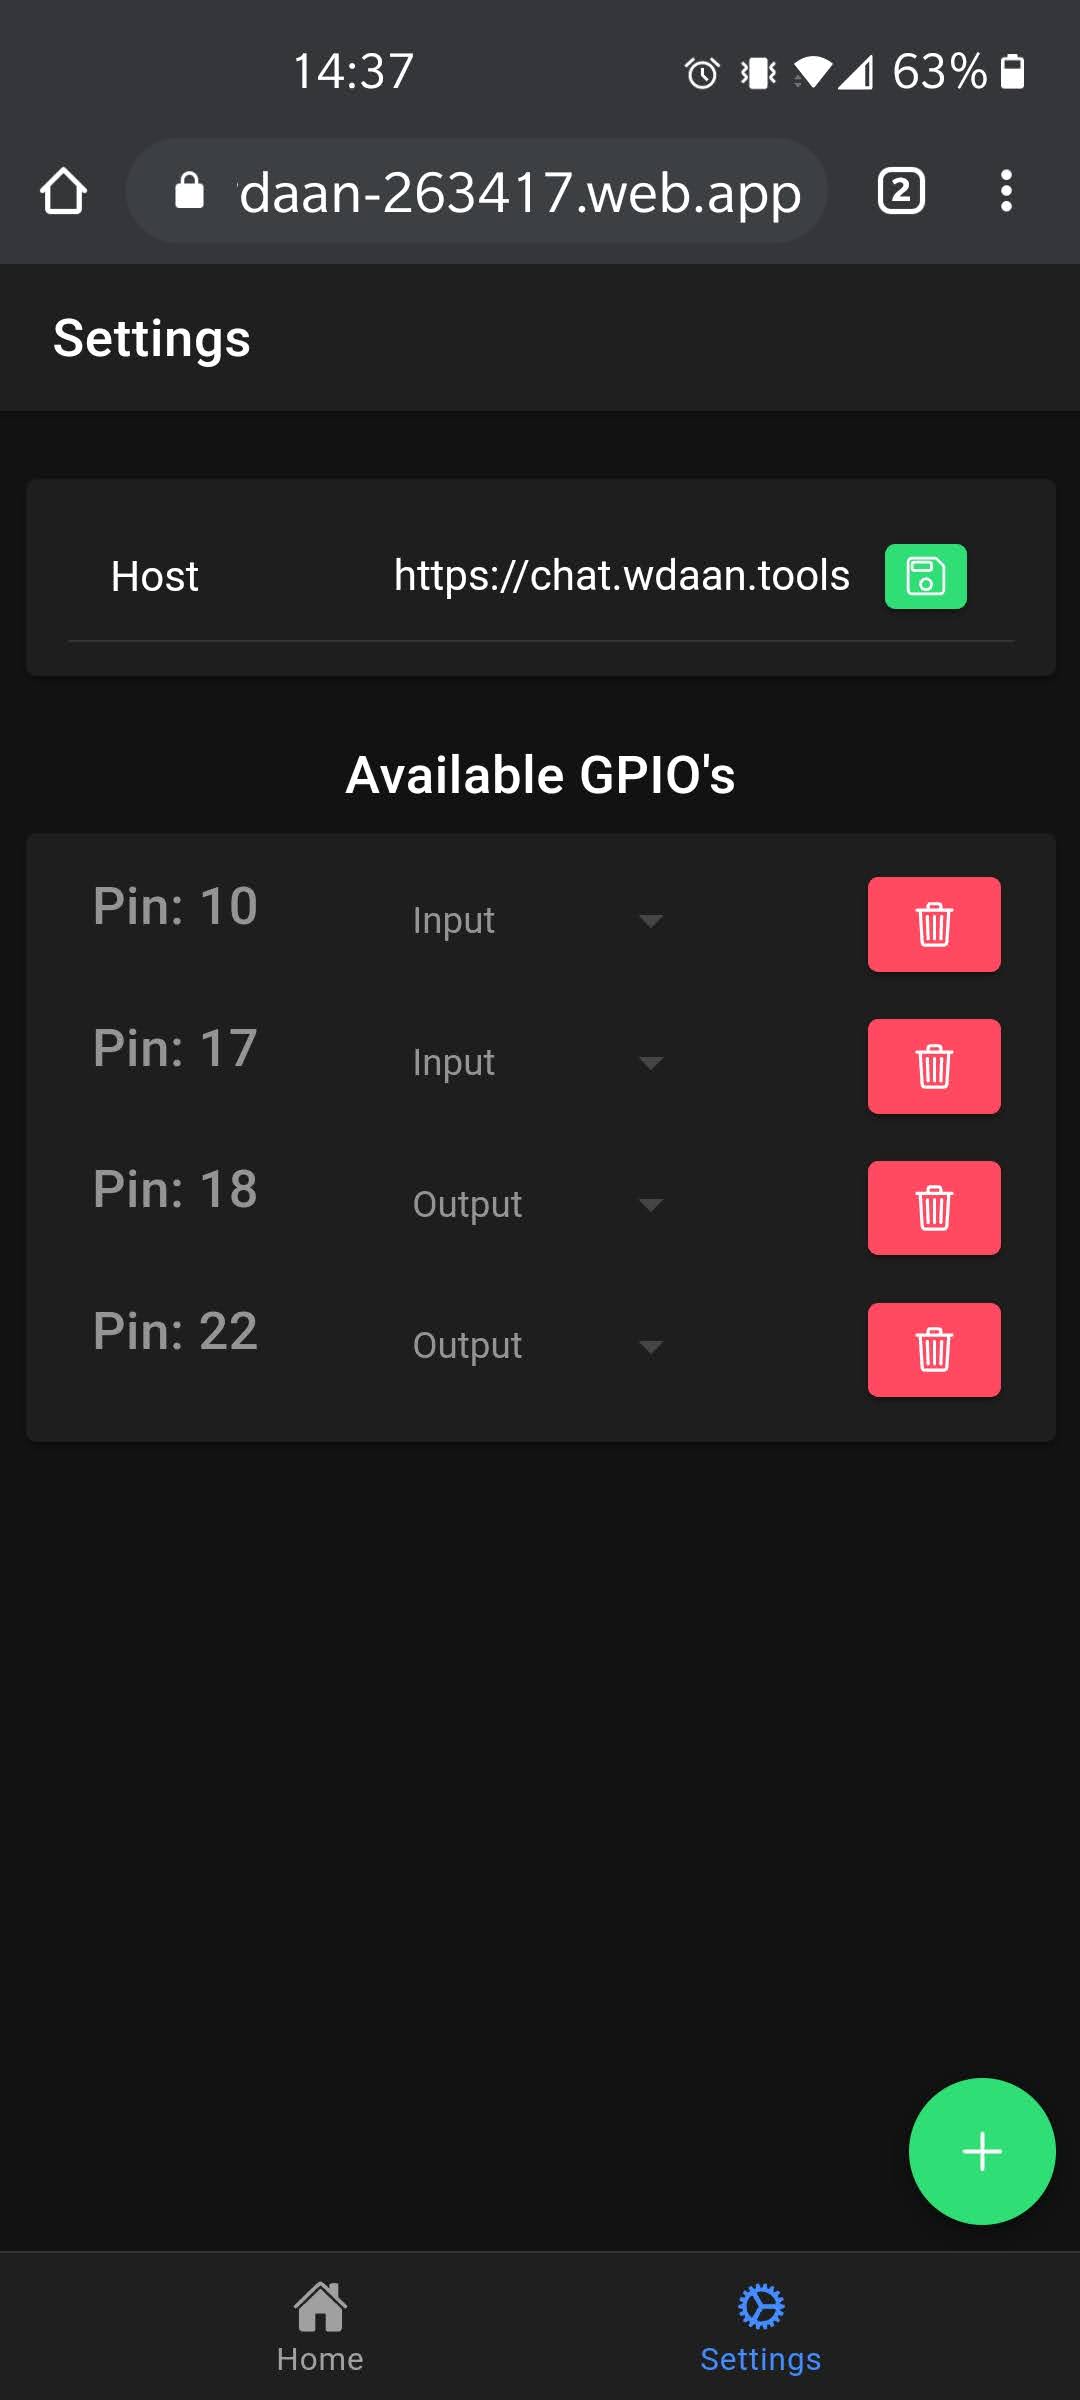 14:37 63%
daan-263417.web.app 2
Settings
Host https://chat.wdaan.tools
Available GPIO's
Pin: 10 Input
Pin: 17 Input
Pin: 18 Output
Pin: 22 Output
Home Settings